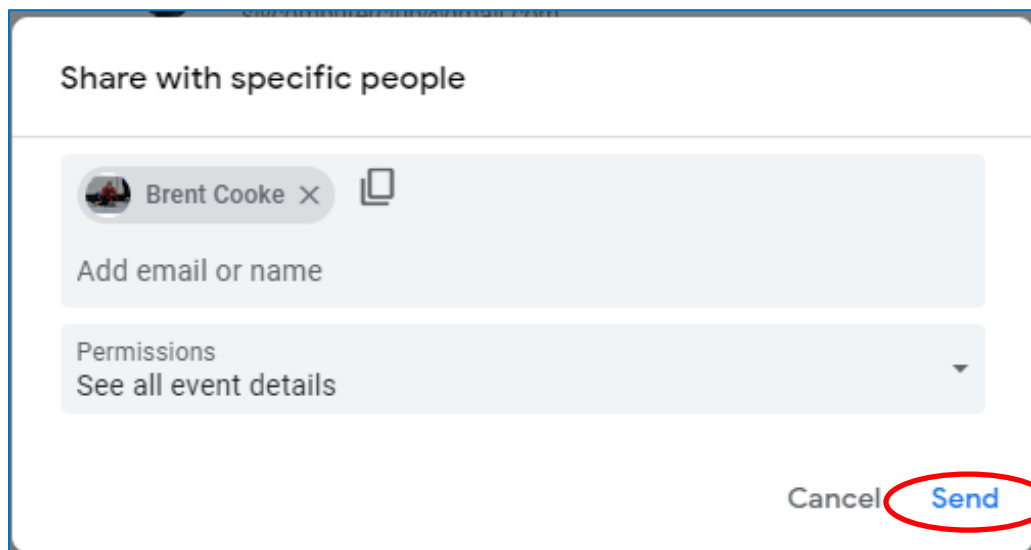 Share with specific people
Brent Cooke
Add email or name
Permissions
See all event details
Cancel Send